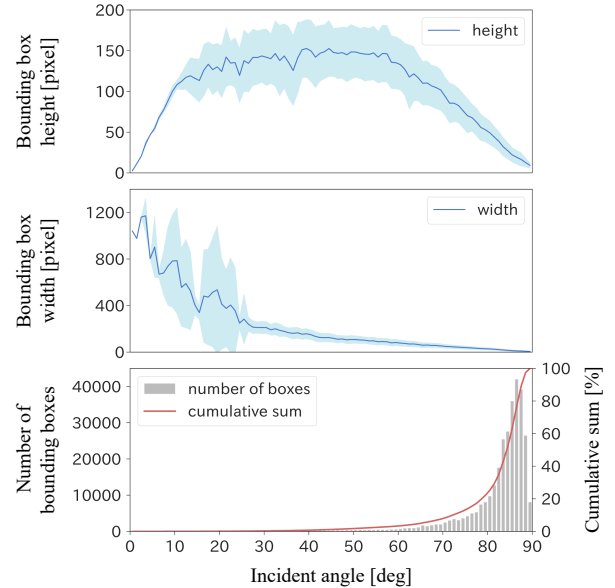 200
150
100
50
0
Bounding box
height [pixel]
height
1200
800
400
0
Bounding box
width [pixel]
width
40000
30000
20000
10000
0
Number of
bounding boxes
number of boxes
cumulative sum
100
80
60
40
20
0
Cumulative sum [%]
0 10 20 30 40 50 60 70 80 90
Incident angle [deg]